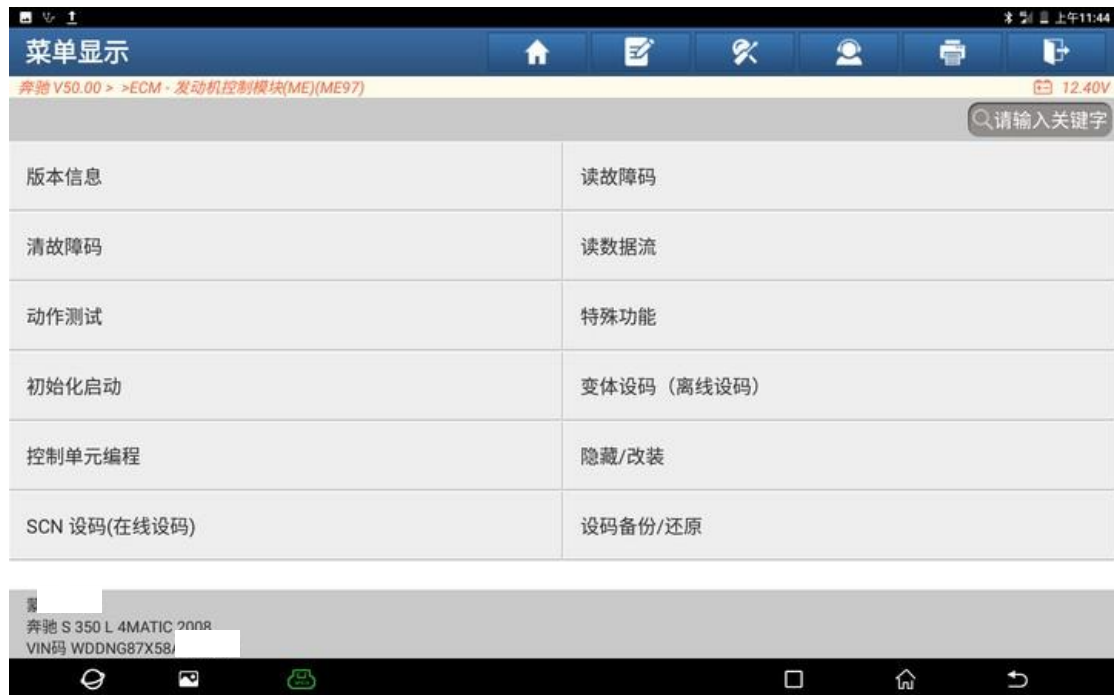 上午11:44
菜单显示
奔驰 V50.00 > >ECM - 发动机控制模块(ME)(ME97)
12.40V
请输入关键字
版本信息
读故障码
清故障码
读数据流
动作测试
特殊功能
初始化启动
变体设码（离线设码）
控制单元编程
隐藏/改装
SCN 设码(在线设码)
设码备份/还原
奔驰 S 350 L 4MATIC 2008
VIN码 WDDNG87X58